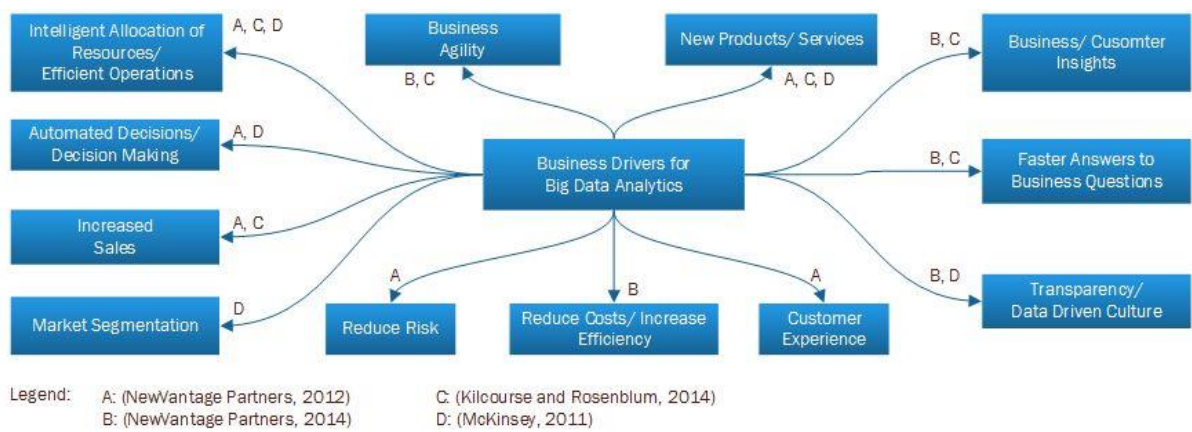 Intelligent Allocation of
Resources/
Efficient Operations
A, C, D
Business
Agility
B, C
New Products/ Services
A, C, D
B, C
Business/ Cusomter
Insights
Automated Decisions/
Decision Making
A, D
Business Drivers for
Big Data Analytics
B, C
Faster Answers to
Business Questions
Increased
Sales
A, C
Market Segmentation
D
A
Reduce Risk
B
Reduce Costs/ Increase
Efficiency
A
Customer
Experience
B, D
Transparency/
Data Driven Culture
Legend:
A: (NewVantage Partners, 2012)
B: (NewVantage Partners, 2014)
C: (Kilcourse and Rosenblum, 2014)
D: (McKinsey, 2011)